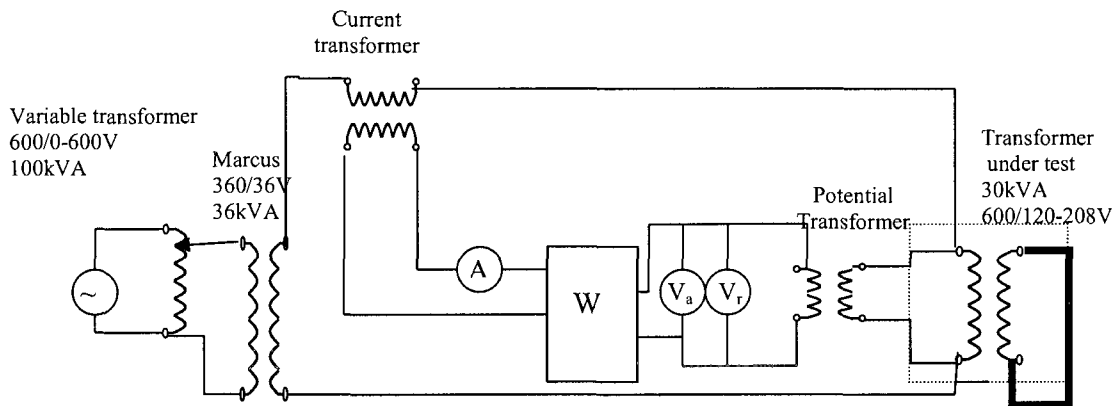 Current
transformer
Variable transformer
600/0-600V
100kVA
Marcus
360/36V
36kVA
Transformer
under test
30kVA
600/120-208V
Potential
Transformer
A
W
Va
Vr
~